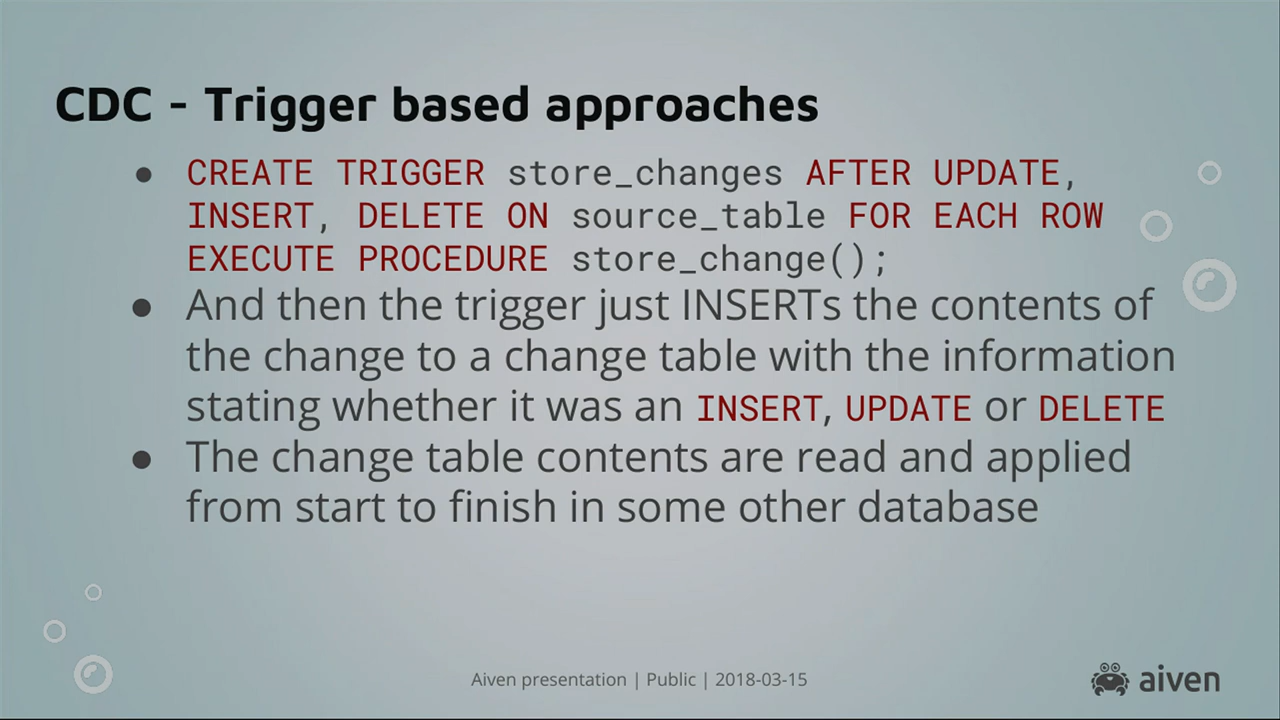 CDC - Trigger based approaches
● CREATE TRIGGER store_changes AFTER UPDATE,
INSERT, DELETE ON source_table FOR EACH ROW
EXECUTE PROCEDURE store_change();
● And then the trigger just INSERTs the contents of
the change to a change table with the information
stating whether it was an INSERT, UPDATE or DELETE
● The change table contents are read and applied
from start to finish in some other database
Aiven presentation | Public | 2018-03-15
aiven